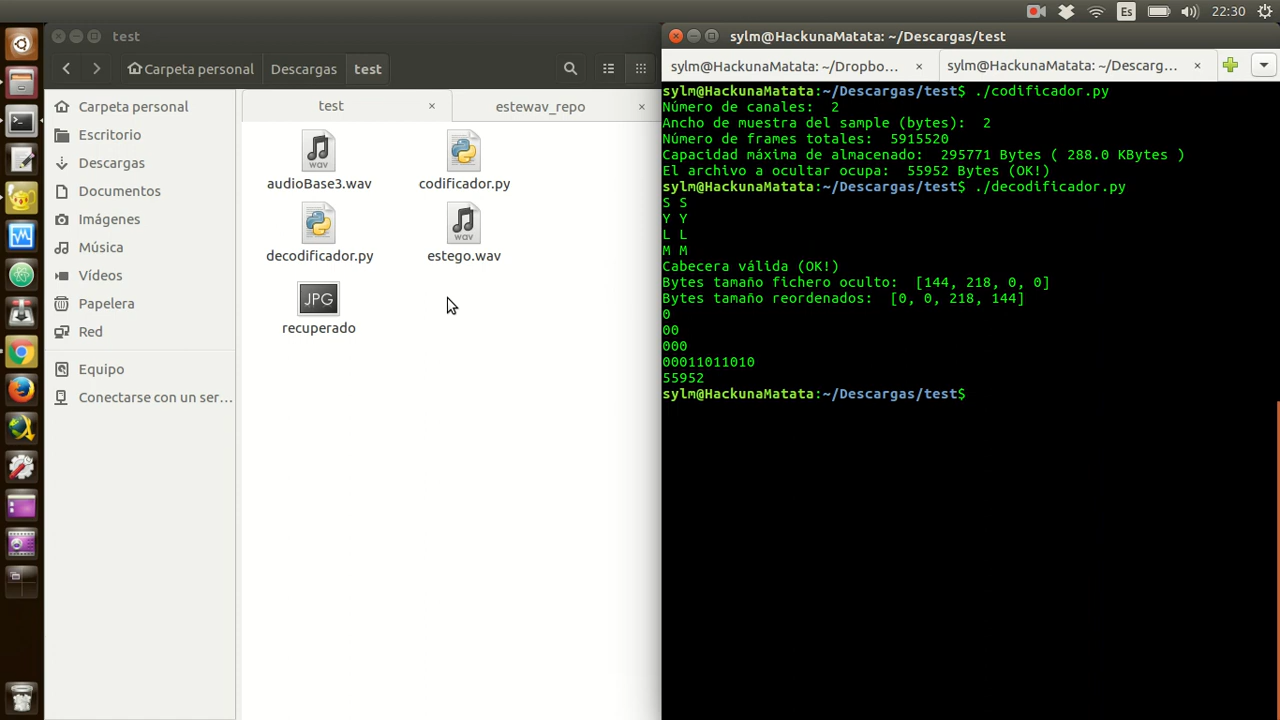 Es
22:30
test
Carpeta personal
Descargas
test
Carpeta personal
Escritorio
Descargas
Documentos
Imágenes
Música
Vídeos
Papelera
Red
Equipo
Conectarse con un ser…
test ×
estewav_repo ×
wav
audioBase3.wav
codificador.py
decodificador.py
wav
estego.wav
JPG
recuperado
sylm@HackunaMatata: ~/Descargas/test
sylm@HackunaMatata: ~/Dropbo… ×
sylm@HackunaMatata: ~/Descarg… ×
sylm@HackunaMatata:~/Descargas/test$ ./codificador.py
Número de canales:  2
Ancho de muestra del sample (bytes):  2
Número de frames totales:  5915520
Capacidad máxima de almacenado:  295771 Bytes ( 288.0 KBytes )
El archivo a ocultar ocupa:  55952 Bytes (OK!)
sylm@HackunaMatata:~/Descargas/test$ ./decodificador.py
S S
Y Y
L L
M M
Cabecera válida (OK!)
Bytes tamaño fichero oculto:  [144, 218, 0, 0]
Bytes tamaño reordenados:  [0, 0, 218, 144]
0
00
000
00011011010
55952
sylm@HackunaMatata:~/Descargas/test$